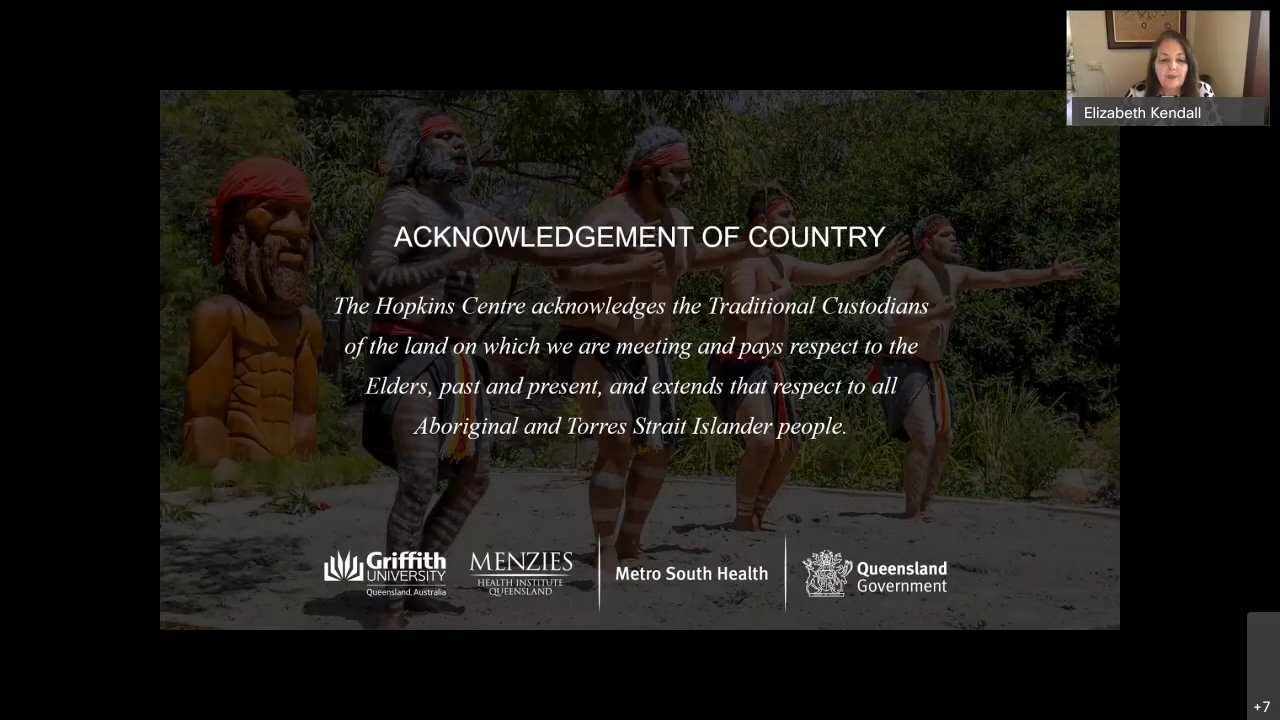 Elizabeth Kendall
ACKNOWLEDGEMENT OF COUNTRY
The Hopkins Centre acknowledges the Traditional Custodians
of the land on which we are meeting and pays respect to the
Elders, past and present, and extends that respect to all
Aboriginal and Torres Strait Islander people.
Griffith
UNIVERSITY
Queensland, Australia
MENZIES
HEALTH INSTITUTE
QUEENSLAND
Metro South Health
Queensland
Government
+7